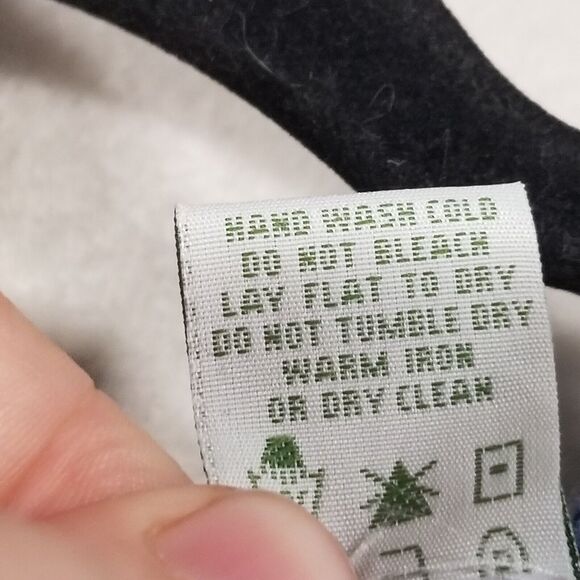 HAND WASH COLD
DO NOT BLEACH
LAY FLAT TO DRY
DO NOT TUMBLE DRY
WARM IRON
OR DRY CLEAN